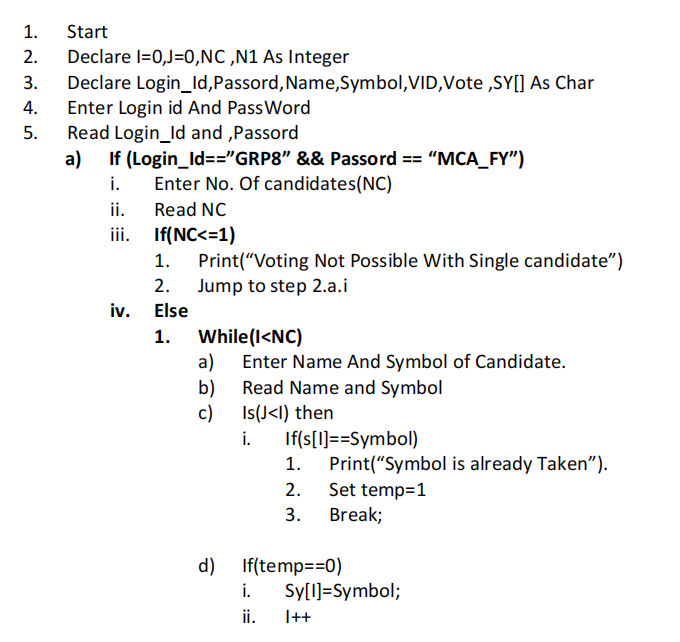 1. Start
2. Declare I=0,J=0,NC ,N1 As Integer
3. Declare Login_Id,Passord,Name,Symbol,VID,Vote ,SY[] As Char
4. Enter Login id And PassWord
5. Read Login_Id and ,Passord
a) If (Login_Id==”GRP8” && Passord == “MCA_FY”)
i. Enter No. Of candidates(NC)
ii. Read NC
iii. If(NC<=1)
1. Print(“Voting Not Possible With Single candidate”)
2. Jump to step 2.a.i
iv. Else
1. While(I<NC)
a) Enter Name And Symbol of Candidate.
b) Read Name and Symbol
c) Is(J<I) then
i. If(s[I]==Symbol)
1. Print(“Symbol is already Taken”).
2. Set temp=1
3. Break;
d) If(temp==0)
i. Sy[I]=Symbol;
ii. I++